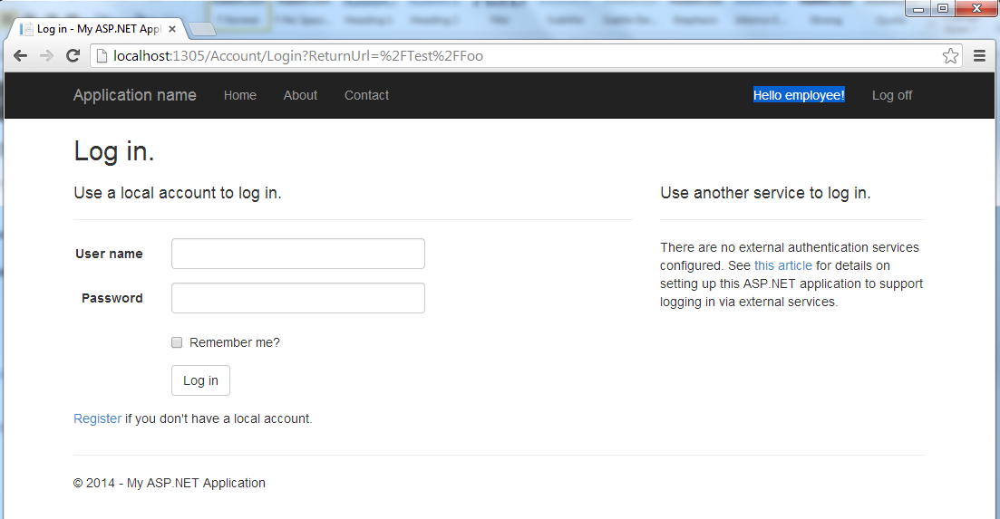 Log in - My ASP.NET Appl
localhost:1305/Account/Login?ReturnUrl=%2FTest%2FFoo
Application name Home About Contact Hello employee! Log off
Log in.
Use a local account to log in.
User name
Password
Remember me?
Log in
Register if you don't have a local account.
Use another service to log in.
There are no external authentication services
configured. See this article for details on
setting up this ASP.NET application to support
logging in via external services.
© 2014 - My ASP.NET Application